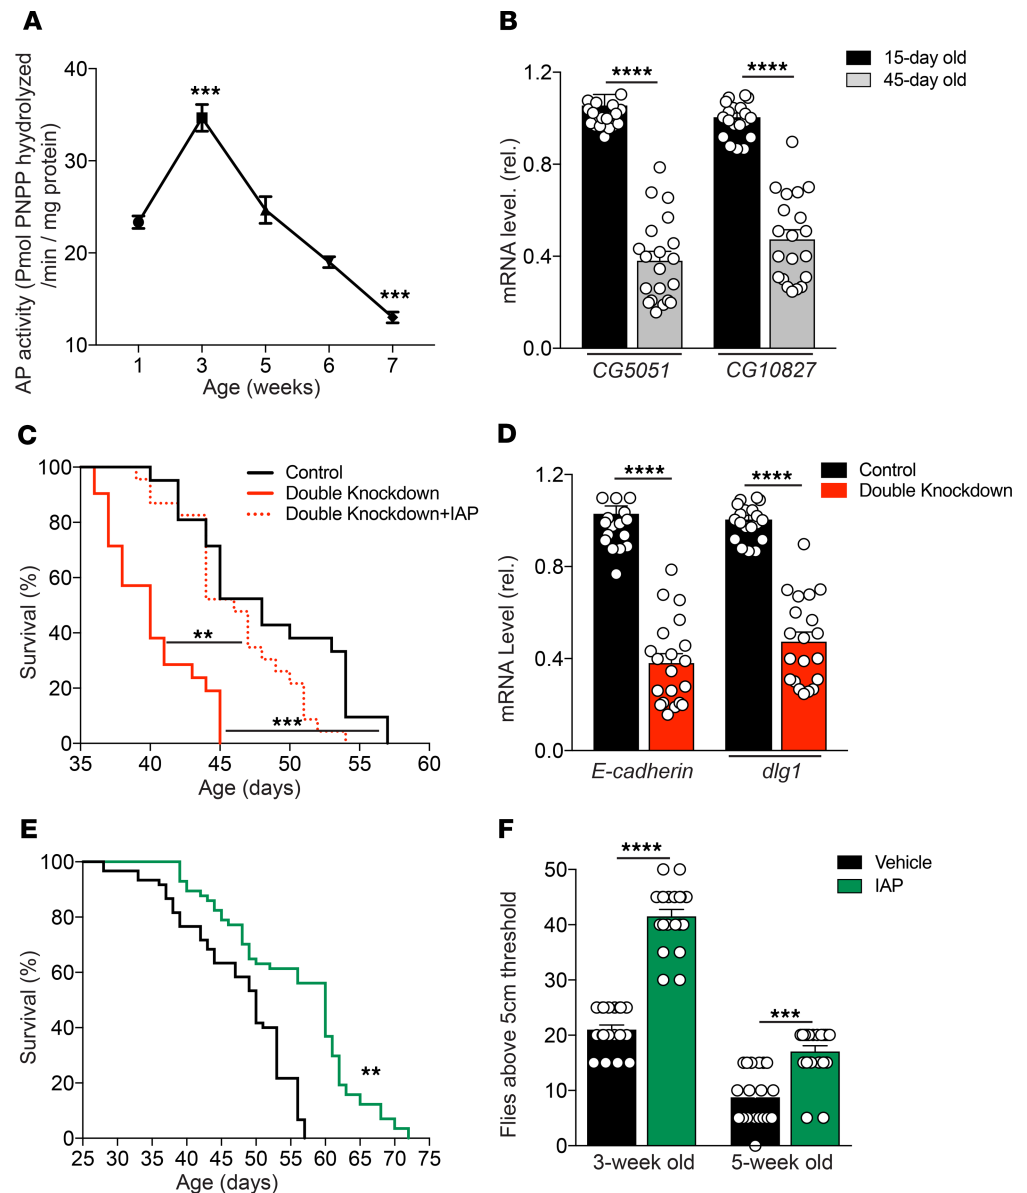 A
AP activity (Pmol PNPP hydrolyzed
/min / mg protein)
40
30
20
10
***
***
1 3 5 6 7
Age (weeks)
B
mRNA level. (rel.)
1.2
0.8
0.4
0.0
**** ****
15-day old
45-day old
CG5051 CG10827
C
Survival (%)
100
80
60
40
20
0
Control
Double Knockdown
Double Knockdown+IAP
**
***
35 40 45 50 55 60
Age (days)
D
mRNA Level (rel.)
1.2
0.8
0.4
0.0
**** ****
Control
Double Knockdown
E-cadherin dlg1
E
Survival (%)
100
80
60
40
20
0
**
25 30 35 40 45 50 55 60 65 70 75
Age (days)
F
Flies above 5cm threshold
50
40
30
20
10
0
****
***
Vehicle
IAP
3-week old 5-week old